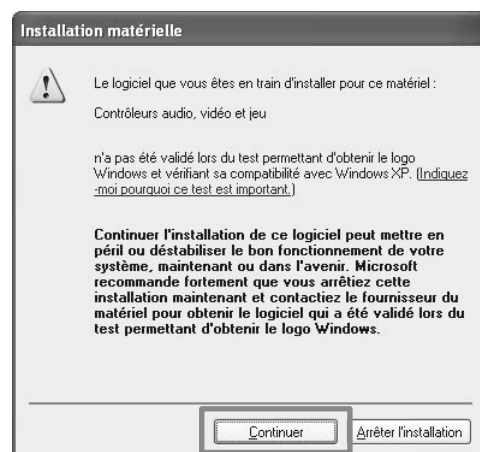 Installation matérielle
Le logiciel que vous êtes en train d'installer pour ce matériel :
Contrôleurs audio, vidéo et jeu
n'a pas été validé lors du test permettant d'obtenir le logo
Windows et vérifiant sa compatibilité avec Windows XP. (Indiquez
-moi pourquoi ce test est important.)
Continuer l'installation de ce logiciel peut mettre en
péril ou déstabiliser le bon fonctionnement de votre
système, maintenant ou dans l'avenir. Microsoft
recommande fortement que vous arrêtiez cette
installation maintenant et contactiez le fournisseur du
matériel pour obtenir le logiciel qui a été validé lors du
test permettant d'obtenir le logo Windows.
Continuer Arrêter l'installation